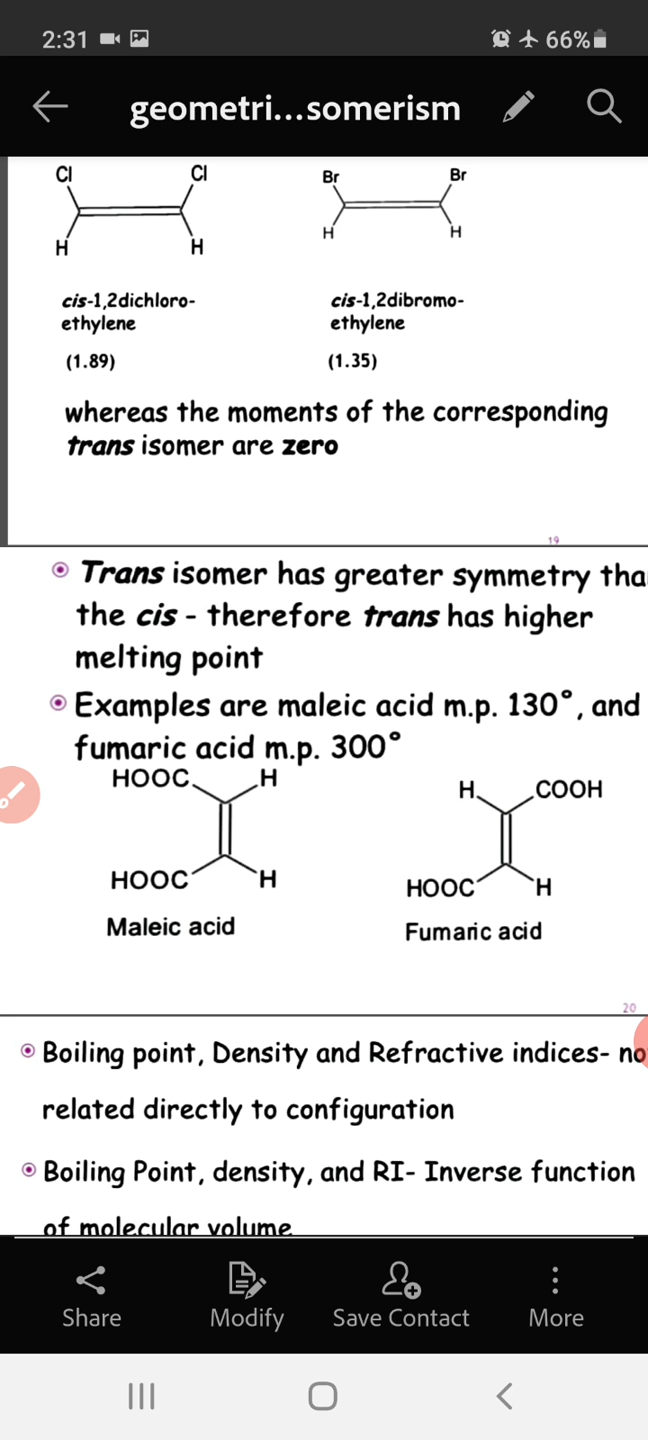 2:31 66%
geometri...somerism
Cl Cl Br Br
H H H H
cis-1,2dichloro- cis-1,2dibromo-
ethylene ethylene
(1.89) (1.35)
whereas the moments of the corresponding
trans isomer are zero
19
Trans isomer has greater symmetry tha
the cis - therefore trans has higher
melting point
Examples are maleic acid m.p. 130°, and
fumaric acid m.p. 300°
HOOC H H COOH
HOOC H HOOC H
Maleic acid Fumaric acid
20
Boiling point, Density and Refractive indices- no
related directly to configuration
Boiling Point, density, and RI- Inverse function
of molecular volume
Share Modify Save Contact More